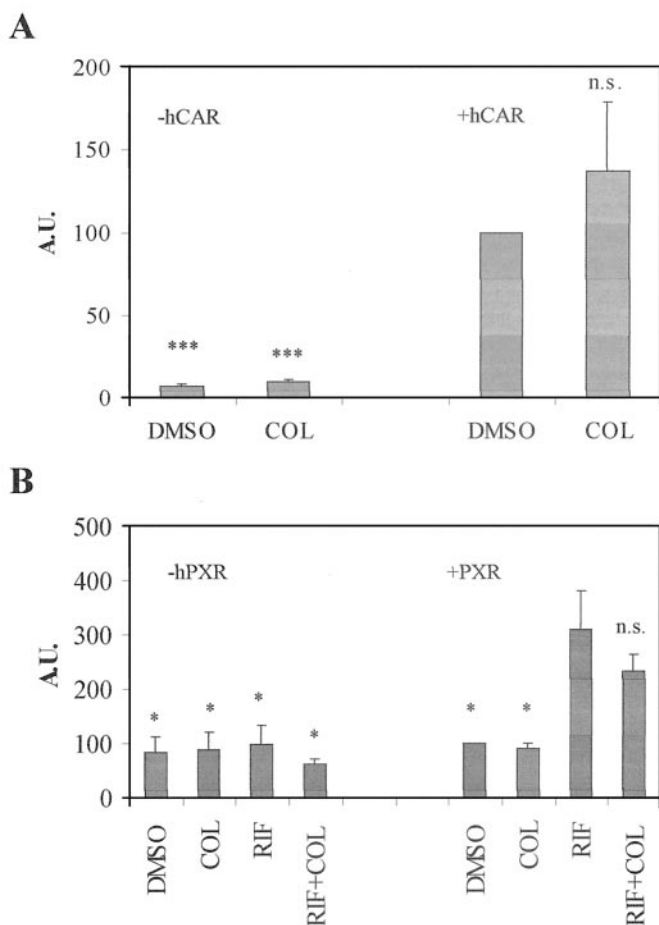 A
200
n.s.
-hCAR
+hCAR
150
A.U.
100
50
***
***
0
DMSO
COL
DMSO
COL
B
500
-hPXR
+PXR
400
n.s.
A.U.
300
200
*
*
*
*
*
*
100
0
DMSO
COL
RIF
RIF+COL
DMSO
COL
RIF
RIF+COL